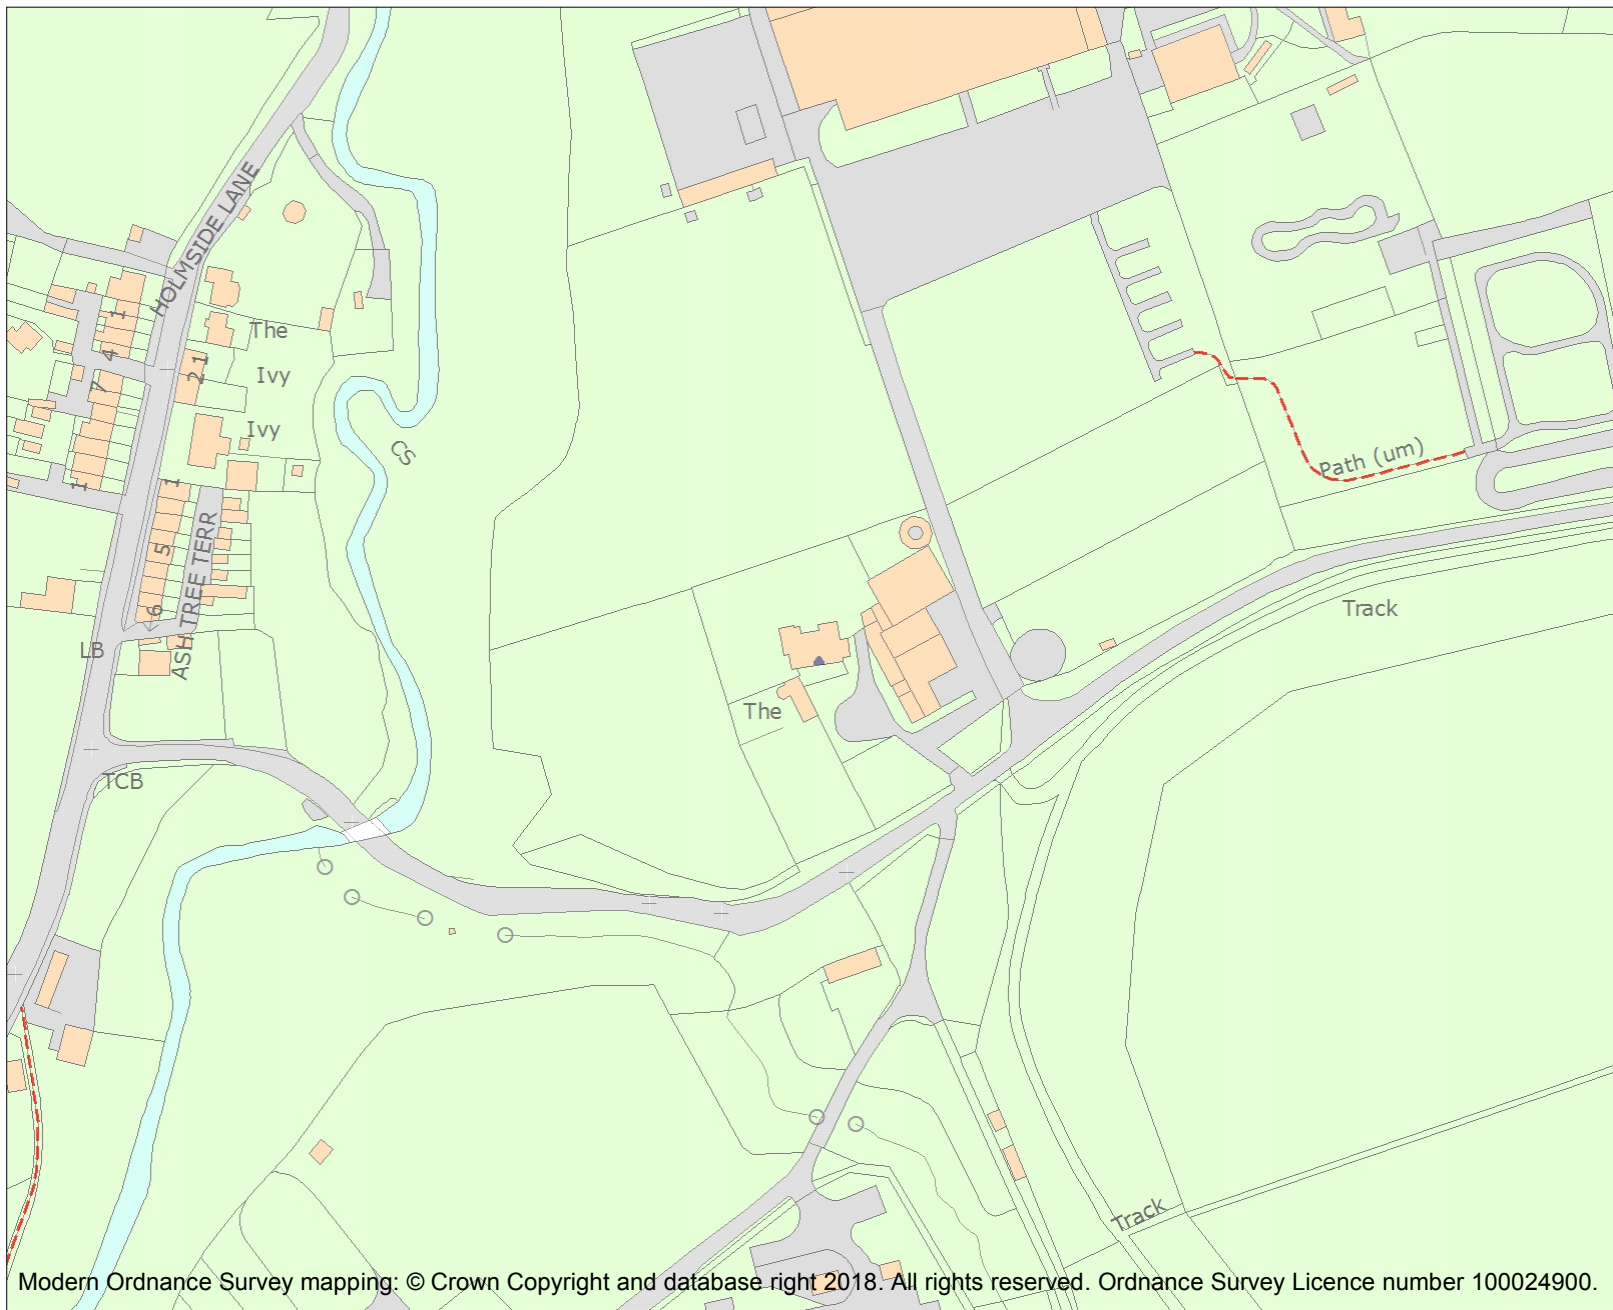 HOLMSIDE LANE
The
1
4
2 1
Ivy
7
Ivy
CS
Path (um)
1
1
5
ASH TREE TERR
6
Track
LB
The
TCB
Track
Modern Ordnance Survey mapping: © Crown Copyright and database right 2018. All rights reserved. Ordnance Survey Licence number 100024900.